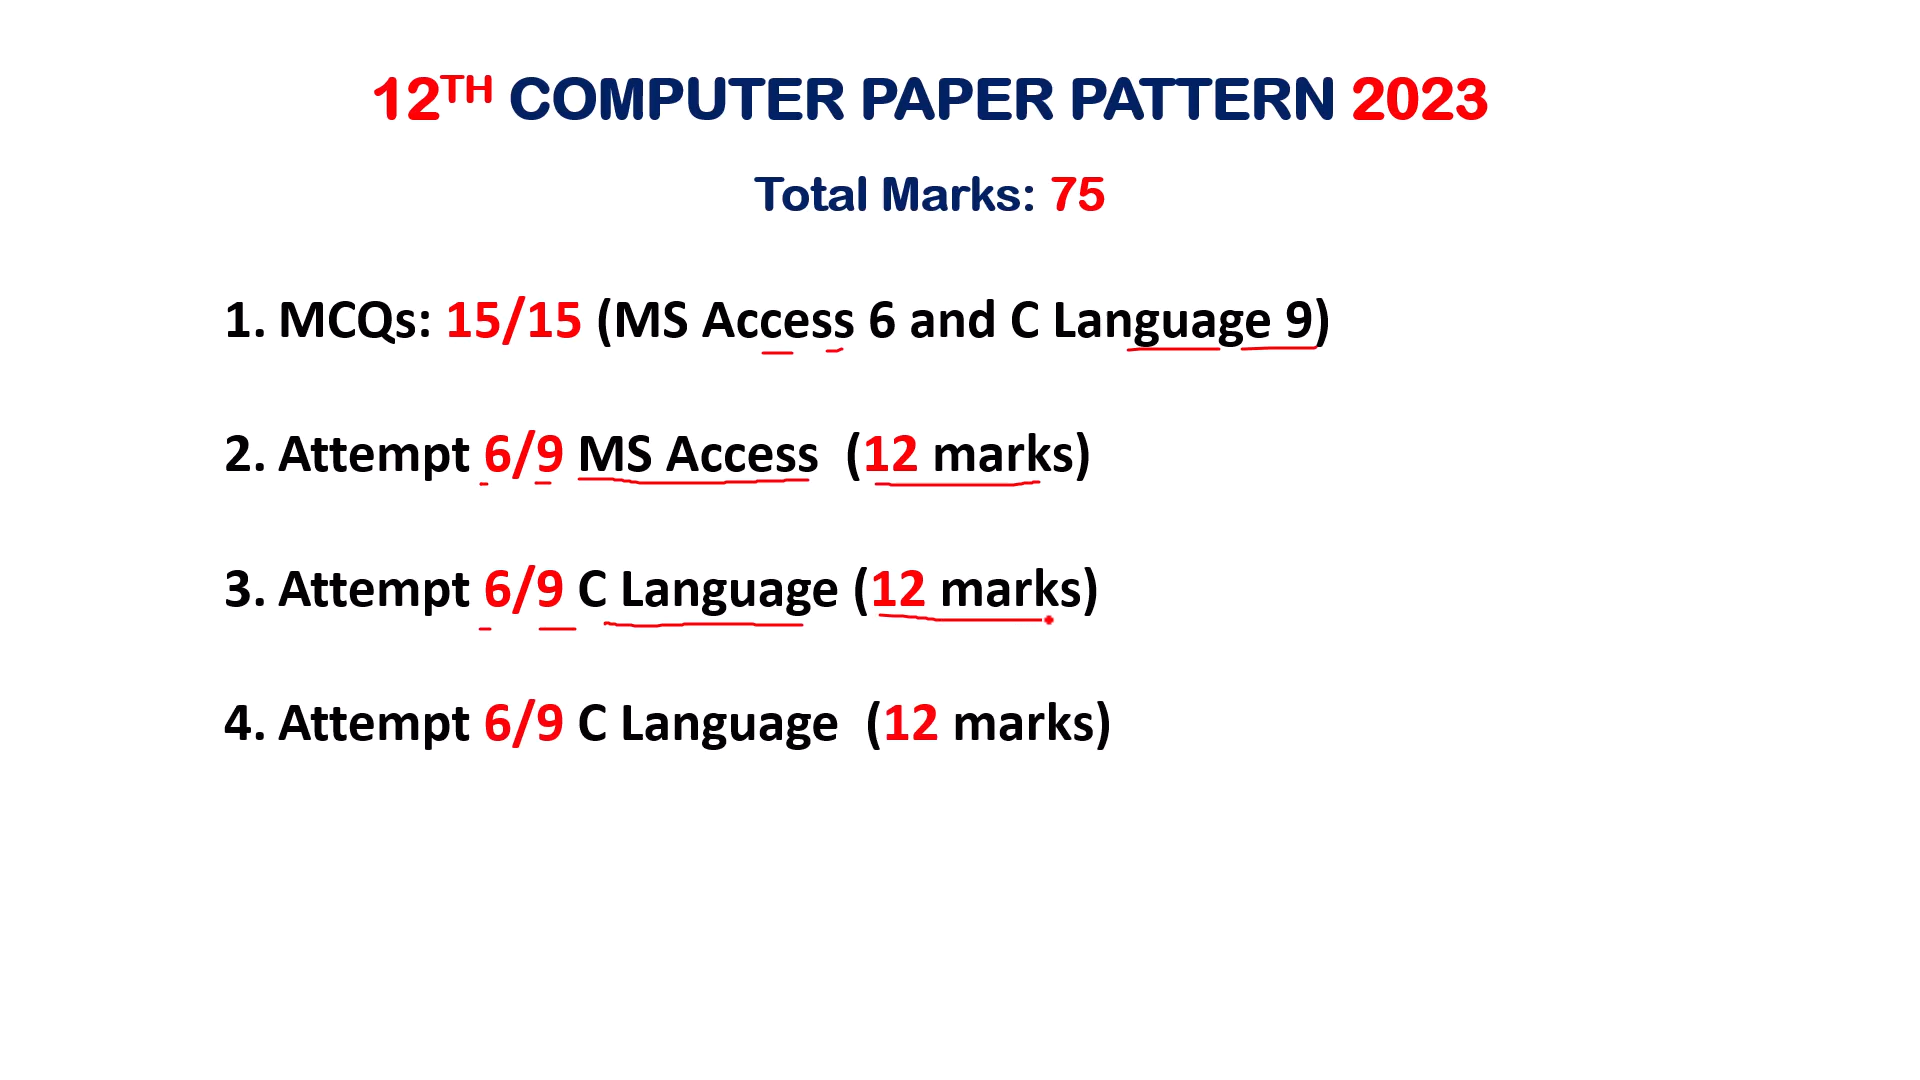 12TH COMPUTER PAPER PATTERN 2023
Total Marks: 75
1. MCQs: 15/15 (MS Access 6 and C Language 9)
2. Attempt 6/9 MS Access (12 marks)
3. Attempt 6/9 C Language (12 marks)
4. Attempt 6/9 C Language (12 marks)